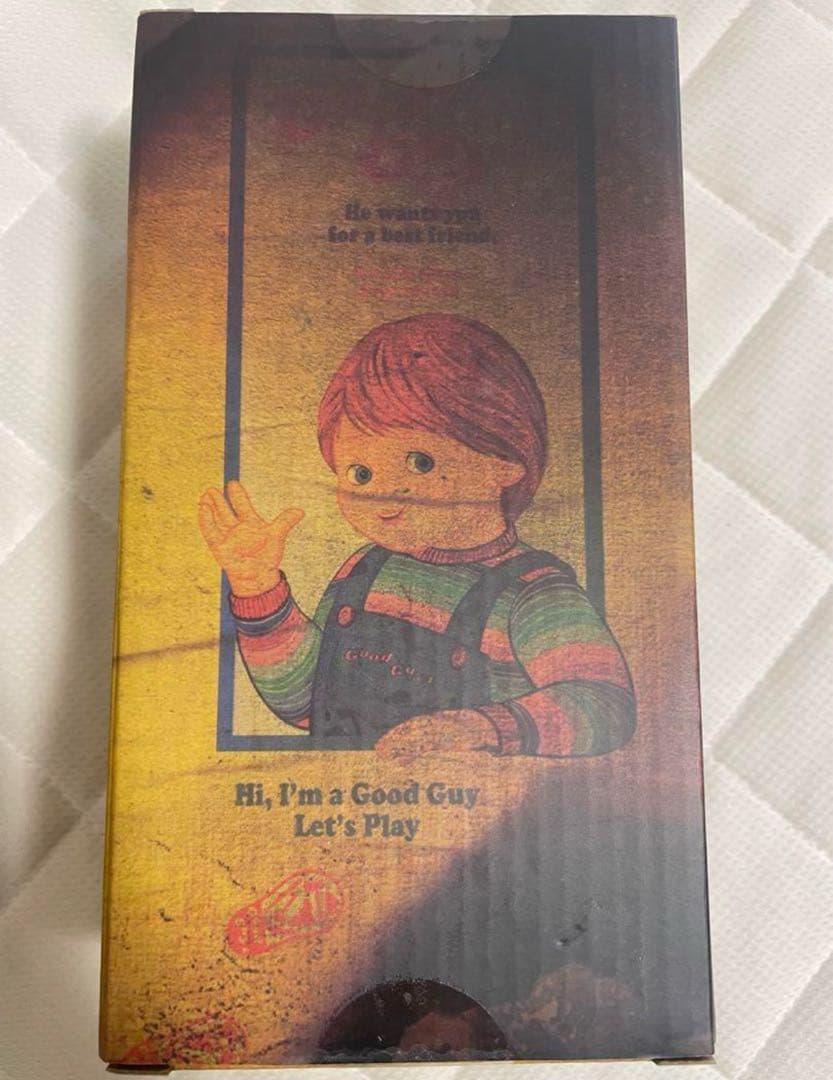 He wants you
for a best friend.
Good
Guys
Hi, I'm a Good Guy
Let's Play